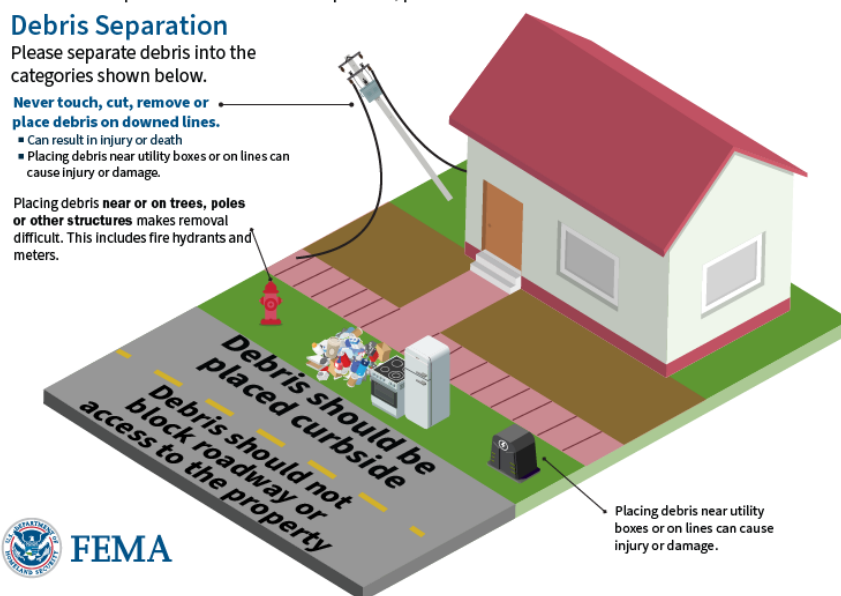 Debris Separation
Please separate debris into the
categories shown below.
Never touch, cut, remove or
place debris on downed lines.
▪ Can result in injury or death
▪ Placing debris near utility boxes or on lines can
cause injury or damage.
Placing debris near or on trees, poles
or other structures makes removal
difficult. This includes fire hydrants and
meters.
Debris should be
placed curbside
Debris should not
block roadway or
access to the property
Placing debris near utility
boxes or on lines can cause
injury or damage.
U.S. DEPARTMENT OF
HOMELAND SECURITY
FEMA